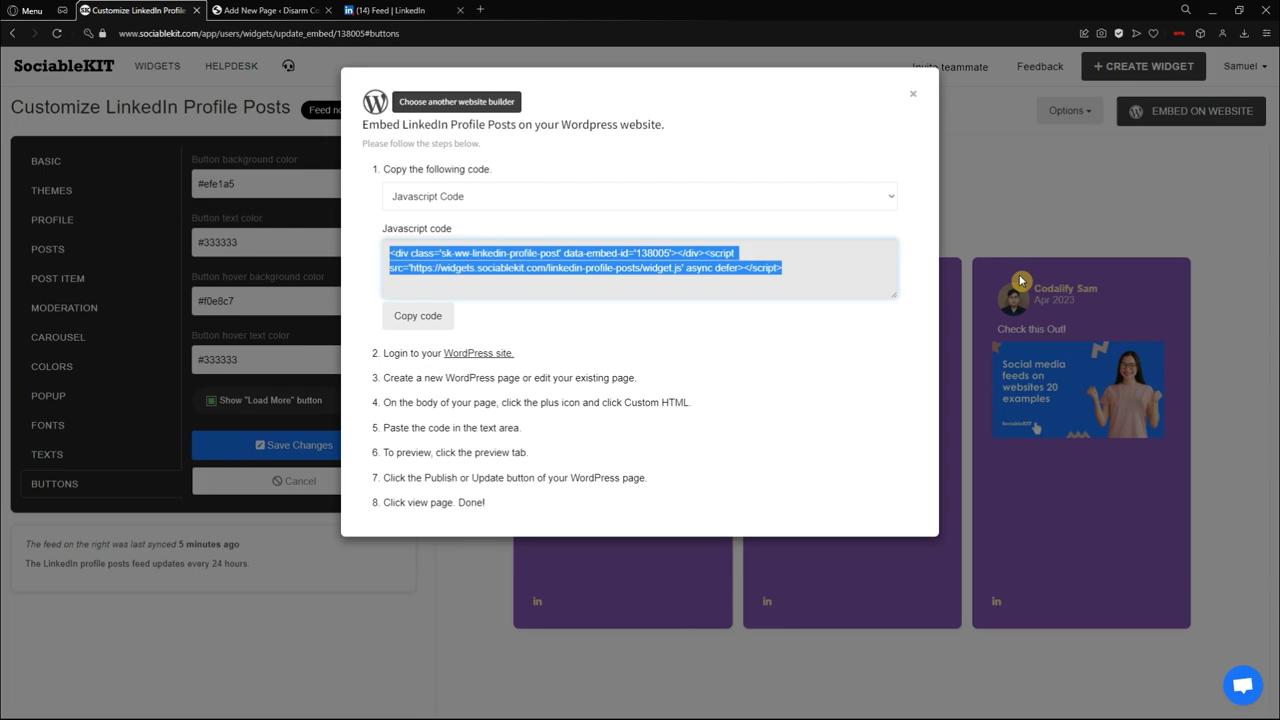 Menu
Customize LinkedIn Profile
Add New Page ‹ Disarm Co
(14) Feed | LinkedIn
www.sociablekit.com/app/users/widgets/update_embed/138005#buttons
SociableKIT
WIDGETS
HELPDESK
Invite teammate
Feedback
CREATE WIDGET
Samuel
Customize LinkedIn Profile Posts
Options
EMBED ON WEBSITE
BASIC
THEMES
PROFILE
POSTS
POST ITEM
MODERATION
CAROUSEL
COLORS
POPUP
FONTS
TEXTS
BUTTONS
Button background color
#efe1a5
Button text color
#333333
Button hover background color
#f0e8c7
Button hover text color
#333333
Show "Load More" button
Save Changes
Cancel
The feed on the right was last synced 5 minutes ago
The LinkedIn profile posts feed updates every 24 hours.
Choose another website builder
Embed LinkedIn Profile Posts on your Wordpress website.
Please follow the steps below.
1. Copy the following code.
Javascript Code
Javascript code
<div class='sk-ww-linkedin-profile-post' data-embed-id='138005'></div><script
src='https://widgets.sociablekit.com/linkedin-profile-posts/widget.js' async defer></script>
Copy code
2. Login to your WordPress site.
3. Create a new WordPress page or edit your existing page.
4. On the body of your page, click the plus icon and click Custom HTML.
5. Paste the code in the text area.
6. To preview, click the preview tab.
7. Click the Publish or Update button of your WordPress page.
8. Click view page. Done!
Codalify Sam
Apr 2023
Check this Out!
Social media
feeds on
websites 20
examples
SociableKIT
in
in
in